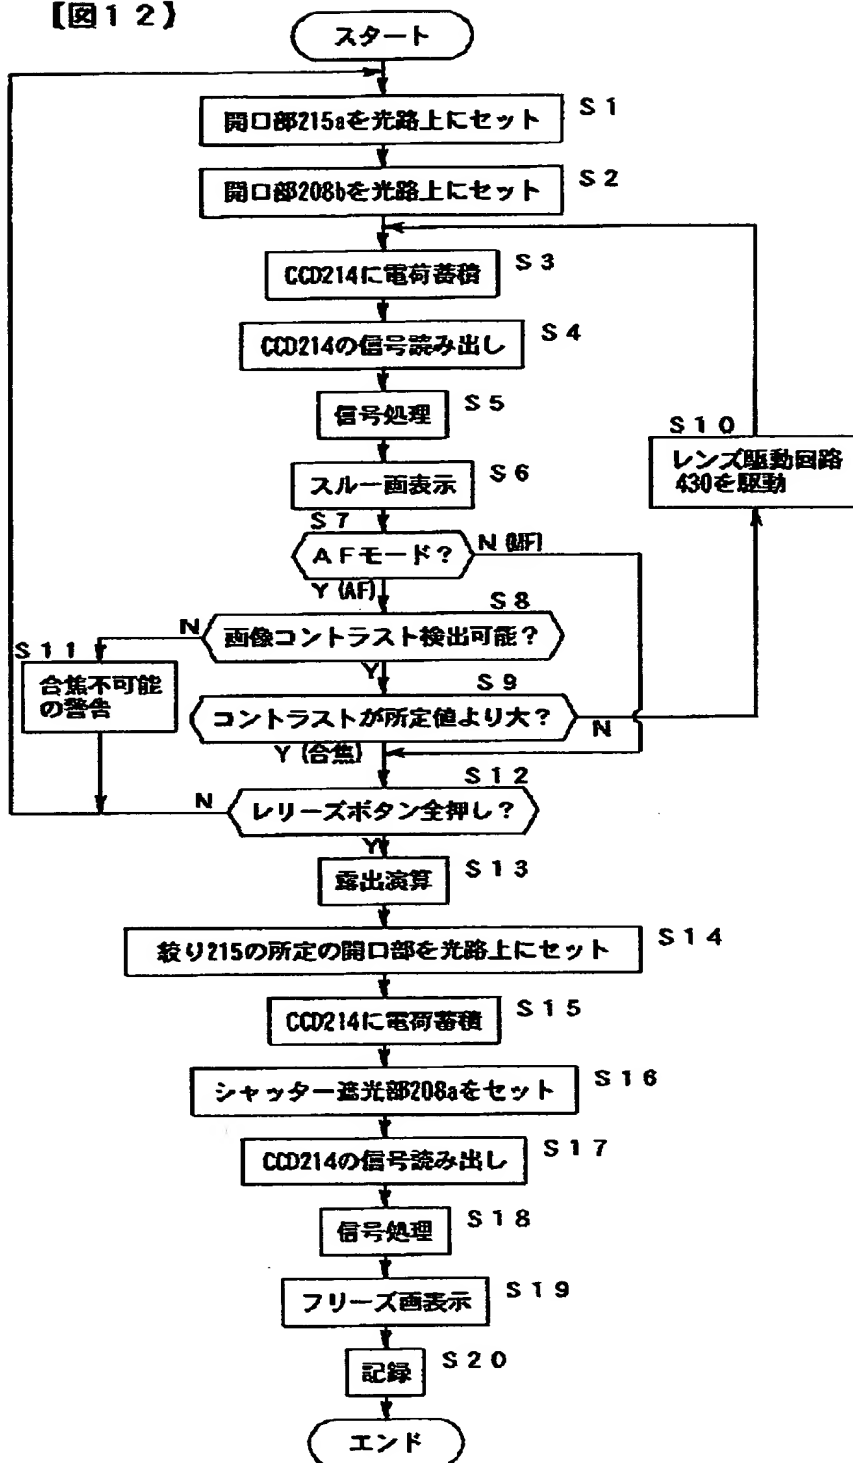 【図12】
スタート
開口部215aを光路上にセット
S1
開口部208bを光路上にセット
S2
CCD214に電荷蓄積
S3
CCD214の信号読み出し
S4
信号処理
S5
スルー画表示
S6
S7
AFモード?
N (MF)
Y (AF)
S8
画像コントラスト検出可能?
N
Y
S9
コントラストが所定値より大?
N
Y (合焦)
S10
レンズ駆動回路
430を駆動
S11
合焦不可能
の警告
S12
レリーズボタン全押し?
N
Y
露出演算
S13
絞り215の所定の開口部を光路上にセット
S14
CCD214に電荷蓄積
S15
シャッター遮光部208aをセット
S16
CCD214の信号読み出し
S17
信号処理
S18
フリーズ画表示
S19
記録
S20
エンド